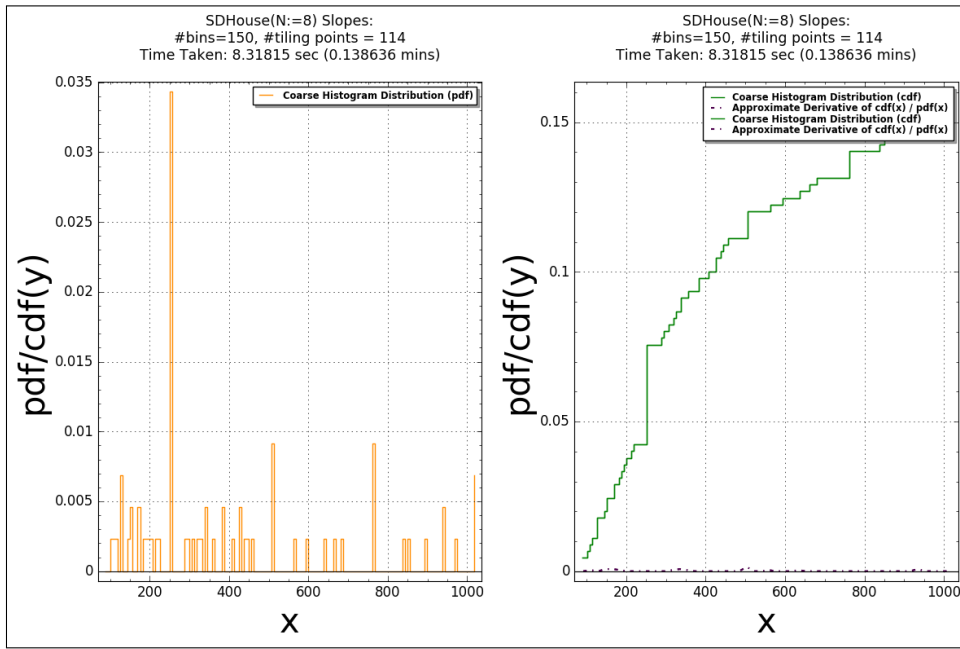 SDHouse(N:=8) Slopes:
#bins=150, #tiling points = 114
Time Taken: 8.31815 sec (0.138636 mins)
Coarse Histogram Distribution (pdf)
0.035
0.03
0.025
0.02
0.015
0.01
0.005
0
pdf/cdf(y)
200
400
600
800
1000
x
SDHouse(N:=8) Slopes:
#bins=150, #tiling points = 114
Time Taken: 8.31815 sec (0.138636 mins)
Coarse Histogram Distribution (cdf)
Approximate Derivative of cdf(x) / pdf(x)
Coarse Histogram Distribution (cdf)
Approximate Derivative of cdf(x) / pdf(x)
0.15
0.1
0.05
0
pdf/cdf(y)
200
400
600
800
1000
x